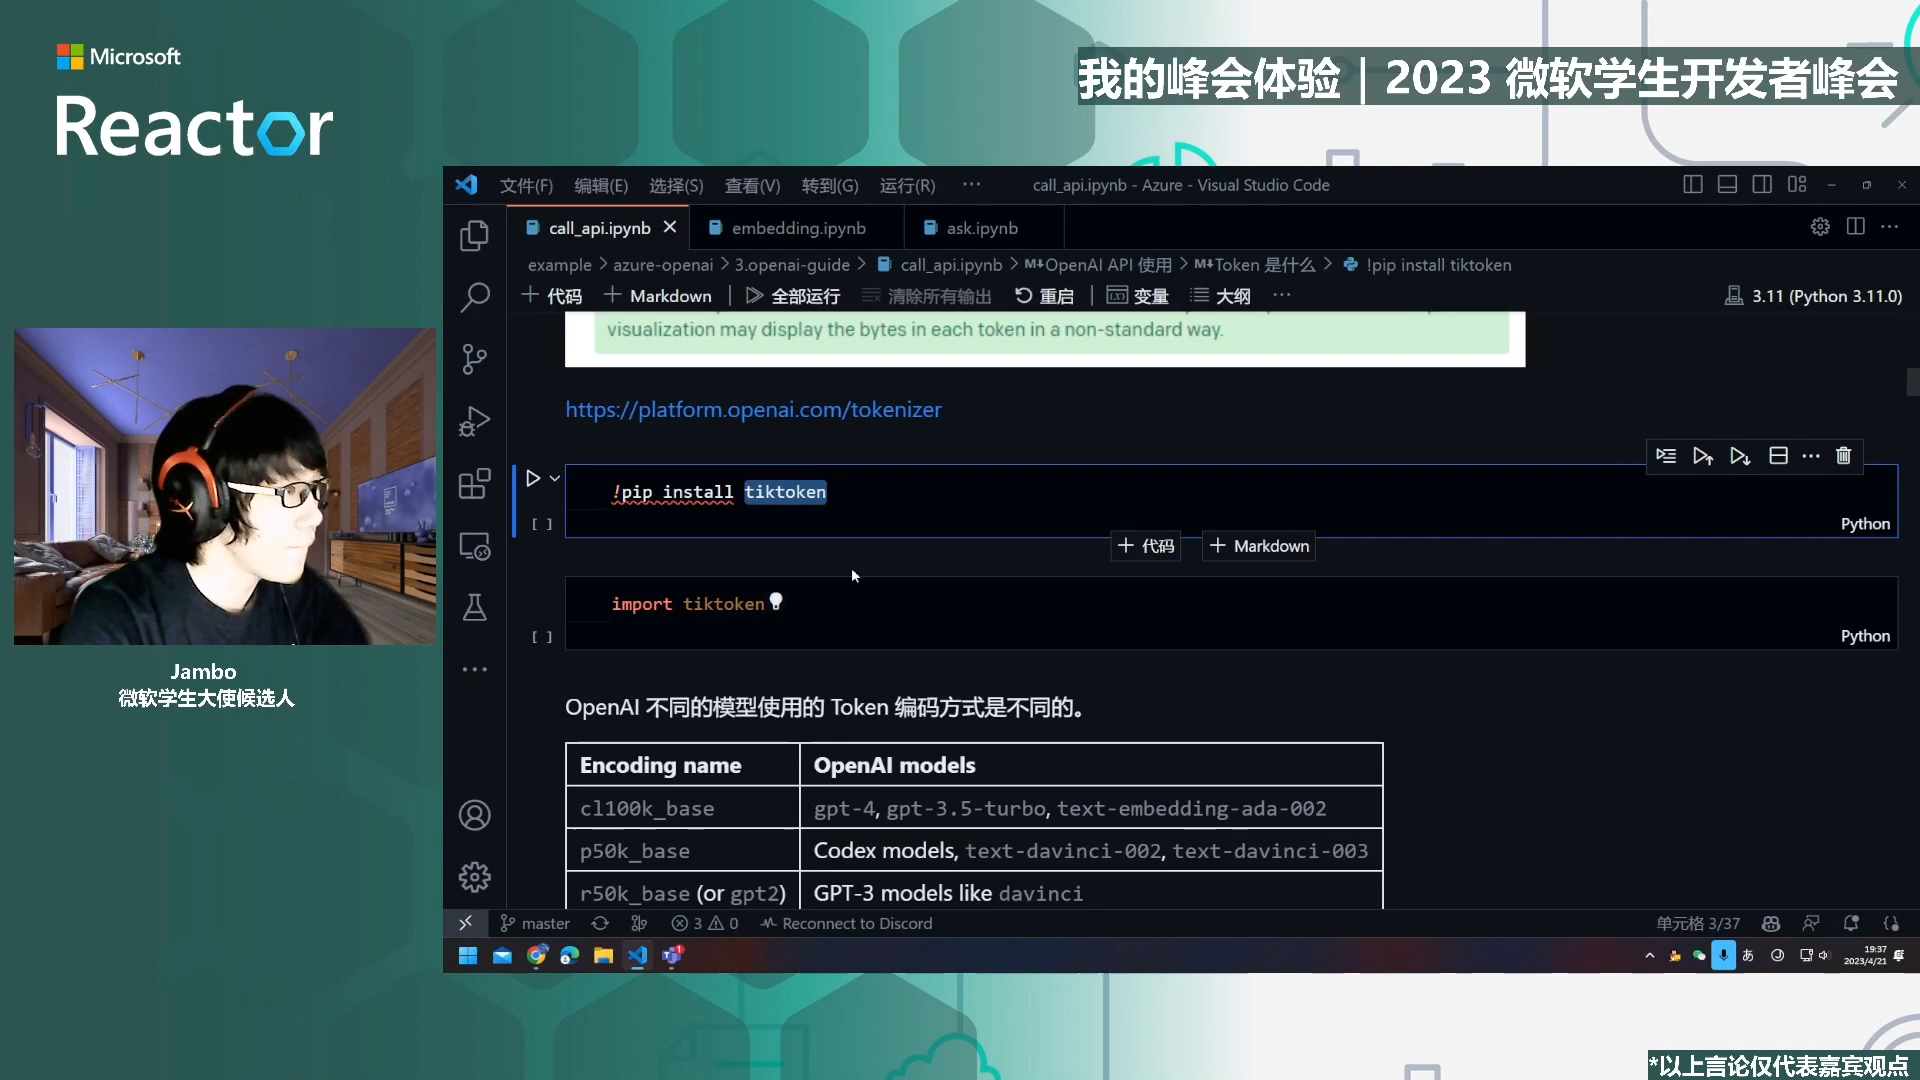 Microsoft
Reactor
我的峰会体验｜2023 微软学生开发者峰会
文件(F) 编辑(E) 选择(S) 查看(V) 转到(G) 运行(R) ··· call_api.ipynb - Azure - Visual Studio Code
call_api.ipynb embedding.ipynb ask.ipynb
example > azure-openai > 3.openai-guide > call_api.ipynb > M↓OpenAI API 使用 > M↓Token 是什么 > !pip install tiktoken
+ 代码 + Markdown 全部运行 清除所有输出 重启 变量 大纲 ··· 3.11 (Python 3.11.0)
visualization may display the bytes in each token in a non-standard way.
https://platform.openai.com/tokenizer
!pip install tiktoken
[ ] Python
+ 代码 + Markdown
import tiktoken
[ ] Python
OpenAI 不同的模型使用的 Token 编码方式是不同的。
Encoding name OpenAI models
cl100k_base gpt-4, gpt-3.5-turbo, text-embedding-ada-002
p50k_base Codex models, text-davinci-002, text-davinci-003
r50k_base (or gpt2) GPT-3 models like davinci
master 3 0 Reconnect to Discord 单元格 3/37
1 あ 19:37
2023/4/21
Jambo
微软学生大使候选人
*以上言论仅代表嘉宾观点